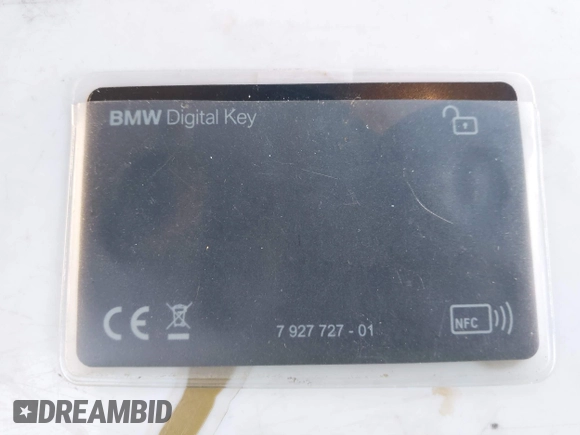 BMW Digital Key
CE
7 927 727 - 01
NFC
DREAMBID